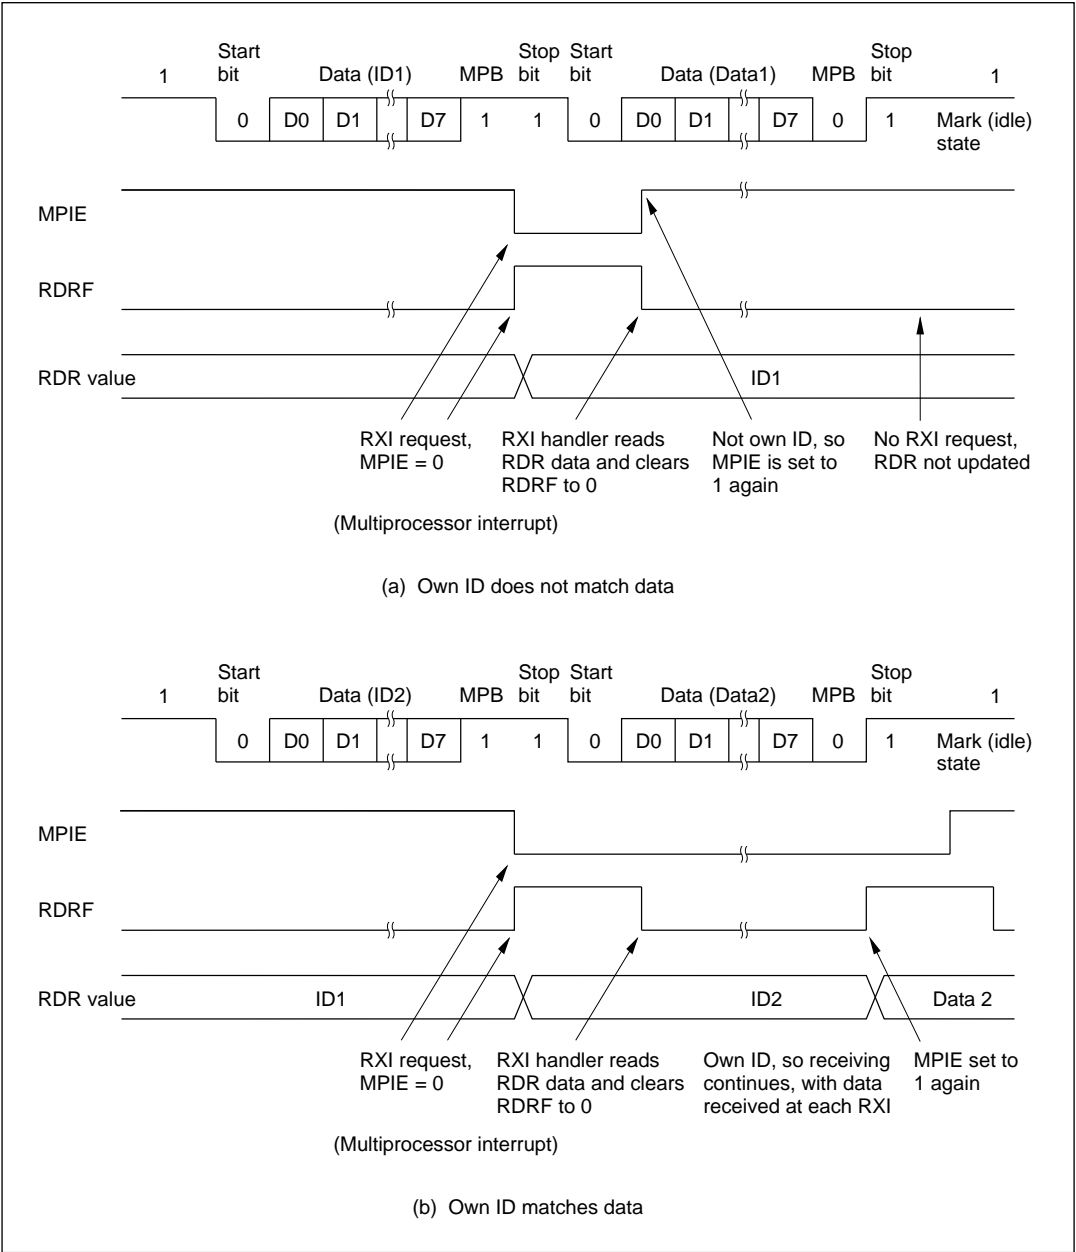 Start Stop Start Stop
1 bit Data (ID1) MPB bit bit Data (Data1) MPB bit 1
0 D0 D1 D7 1 1 0 D0 D1 D7 0 1 Mark (idle)
state
MPIE
RDRF
RDR value ID1
RXI request,
MPIE = 0
RXI handler reads
RDR data and clears
RDRF to 0
Not own ID, so
MPIE is set to
1 again
No RXI request,
RDR not updated
(Multiprocessor interrupt)
(a) Own ID does not match data
Start Stop Start Stop
1 bit Data (ID2) MPB bit bit Data (Data2) MPB bit 1
0 D0 D1 D7 1 1 0 D0 D1 D7 0 1 Mark (idle)
state
MPIE
RDRF
RDR value ID1 ID2 Data 2
RXI request,
MPIE = 0
RXI handler reads
RDR data and clears
RDRF to 0
Own ID, so receiving
continues, with data
received at each RXI
MPIE set to
1 again
(Multiprocessor interrupt)
(b) Own ID matches data